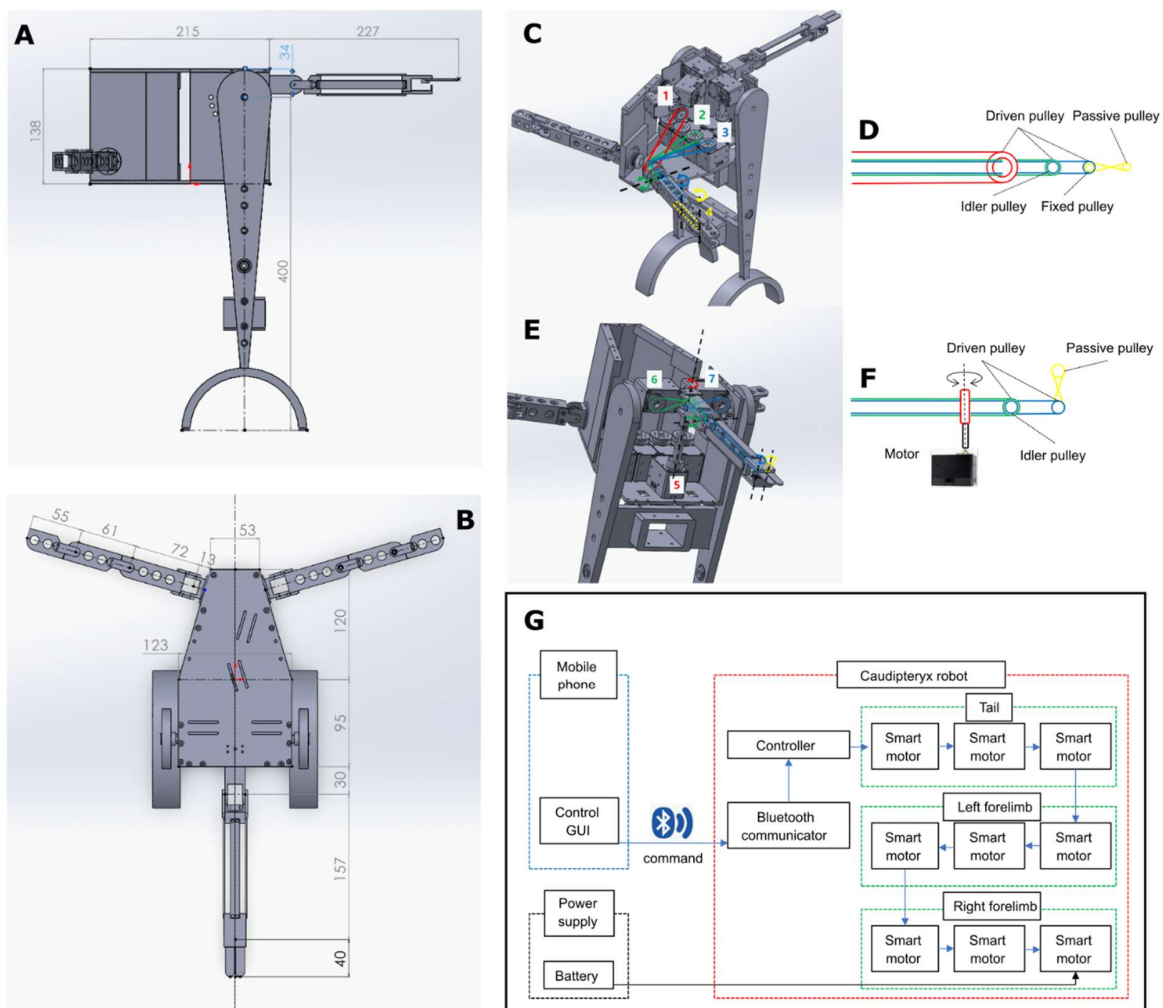 A
215
227
34
138
400
B
55
61
72
13
53
123
120
95
30
157
40
C
1
2
3
4
D
Driven pulley
Passive pulley
Idler pulley
Fixed pulley
E
6
7
5
F
Driven pulley
Passive pulley
Motor
Idler pulley
G
Mobile
phone
Control
GUI
command
Power
supply
Battery
Caudipteryx robot
Controller
Bluetooth
communicator
Tail
Smart
motor
Smart
motor
Smart
motor
Left forelimb
Smart
motor
Smart
motor
Smart
motor
Right forelimb
Smart
motor
Smart
motor
Smart
motor